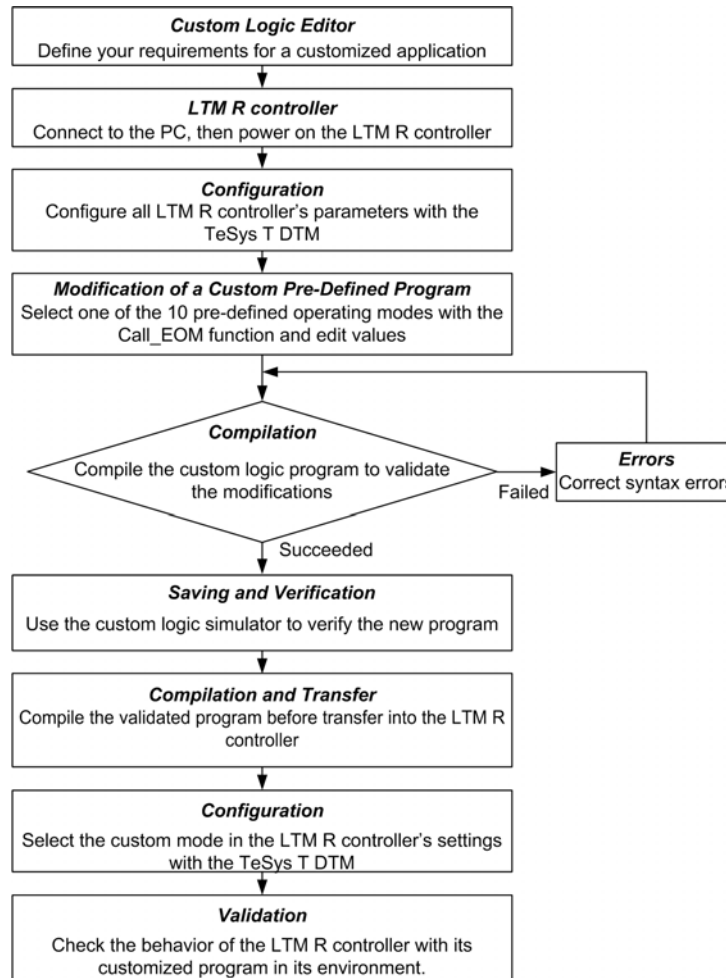 Custom Logic Editor
Define your requirements for a customized application
LTM R controller
Connect to the PC, then power on the LTM R controller
Configuration
Configure all LTM R controller's parameters with the
TeSys T DTM
Modification of a Custom Pre-Defined Program
Select one of the 10 pre-defined operating modes with the
Call_EOM function and edit values
Compilation
Compile the custom logic program to validate
the modifications
Failed
Errors
Correct syntax errors
Succeeded
Saving and Verification
Use the custom logic simulator to verify the new program
Compilation and Transfer
Compile the validated program before transfer into the LTM R
controller
Configuration
Select the custom mode in the LTM R controller's settings
with the TeSys T DTM
Validation
Check the behavior of the LTM R controller with its
customized program in its environment.